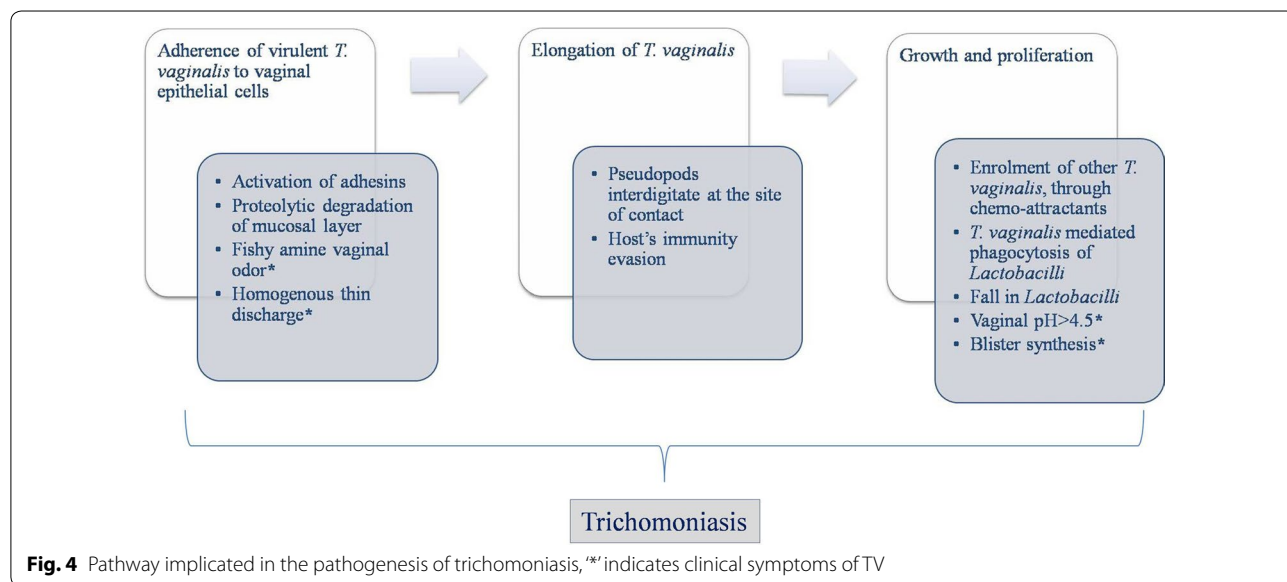 Adherence of virulent T.
vaginalis to vaginal
epithelial cells
▪ Activation of adhesins
▪ Proteolytic degradation
of mucosal layer
▪ Fishy amine vaginal
odor*
▪ Homogenous thin
discharge*
Elongation of T. vaginalis
▪ Pseudopods
interdigitate at the site
of contact
▪ Host's immunity
evasion
Growth and proliferation
▪ Enrolment of other T.
vaginalis, through
chemo-attractants
▪ T. vaginalis mediated
phagocytosis of
Lactobacilli
▪ Fall in Lactobacilli
▪ Vaginal pH>4.5*
▪ Blister synthesis*
Trichomoniasis
Fig. 4 Pathway implicated in the pathogenesis of trichomoniasis, ‘*’ indicates clinical symptoms of TV